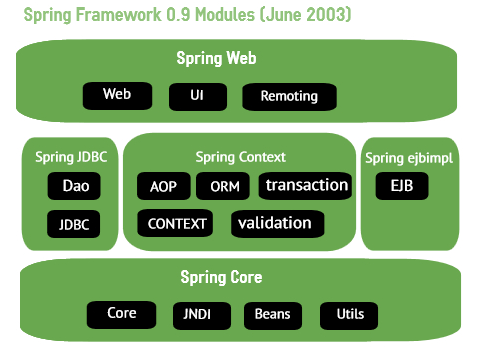 Spring Framework 0.9 Modules (June 2003)
Spring Web
Web UI Remoting
Spring JDBC
Dao
JDBC
Spring Context
AOP ORM transaction
CONTEXT validation
Spring ejbimpl
EJB
Spring Core
Core JNDI Beans Utils